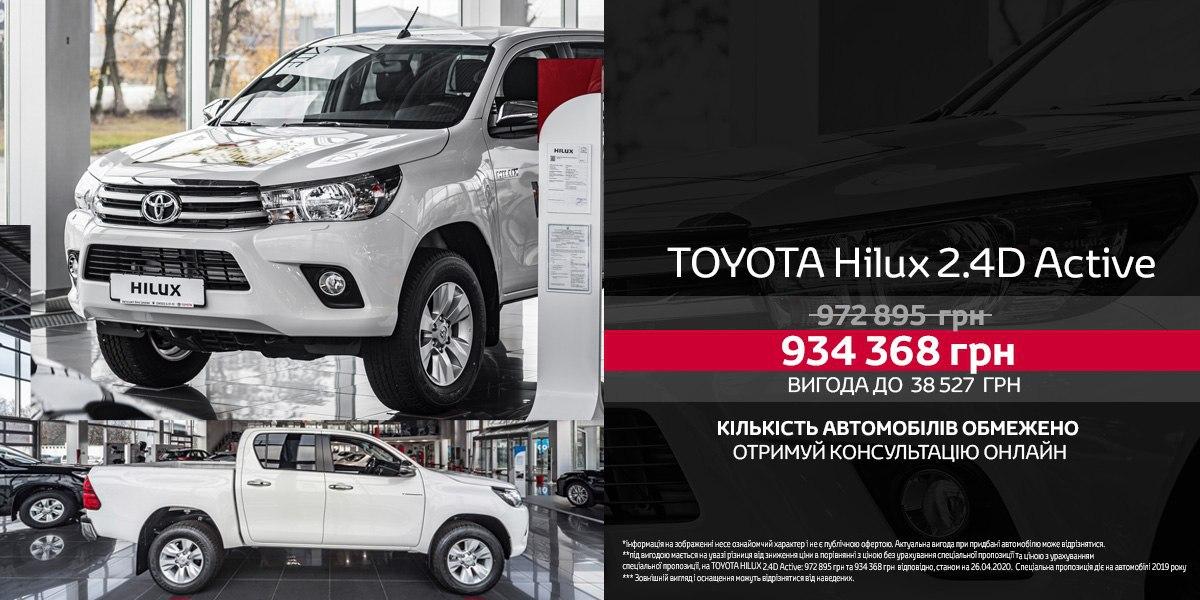 HILUX
HILUX
HILUX
TOYOTA Hilux 2.4D Active
972 895 грн
934 368 грн
ВИГОДА ДО 38 527 ГРН
КІЛЬКІСТЬ АВТОМОБІЛІВ ОБМЕЖЕНО
ОТРИМУЙ КОНСУЛЬТАЦІЮ ОНЛАЙН
*Інформація на зображенні несе ознайомчий характер і не є публічною офертою. Актуальна вигода при придбані автомобілю може відрізнятися.
**під вигодою мається на увазі різниця від зниження ціни в порівнянні з ціною без урахування спеціальної пропозиції та ціною з урахуванням
спеціальної пропозиції, на TOYOTA HILUX 2.4D Active: 972 895 грн та 934 368 грн відповідно, станом на 26.04.2020. Спеціальна пропозиція діє на автомобілі 2019 року
*** Зовнішній вигляд і оснащення можуть відрізнятися від наведених.